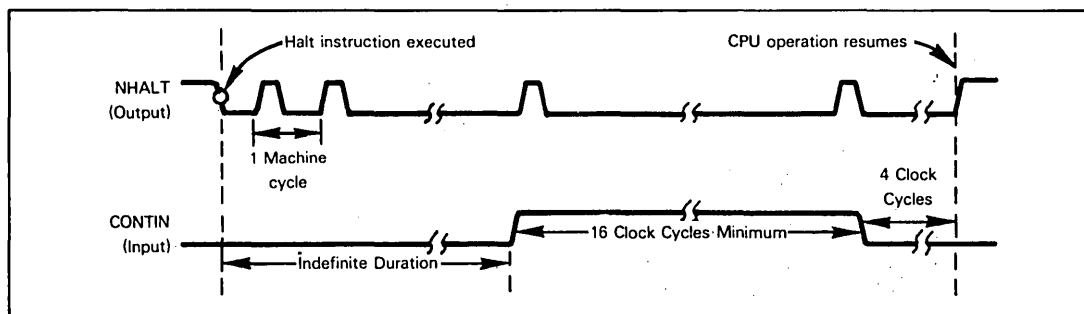 Halt instruction executed
CPU operation resumes
NHALT
(Output)
1 Machine
cycle
4 Clock
Cycles
CONTIN
(Input)
16 Clock Cycles Minimum
Indefinite Duration